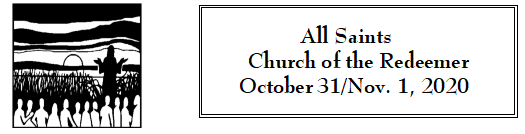 All Saints
Church of the Redeemer
October 31/Nov. 1, 2020